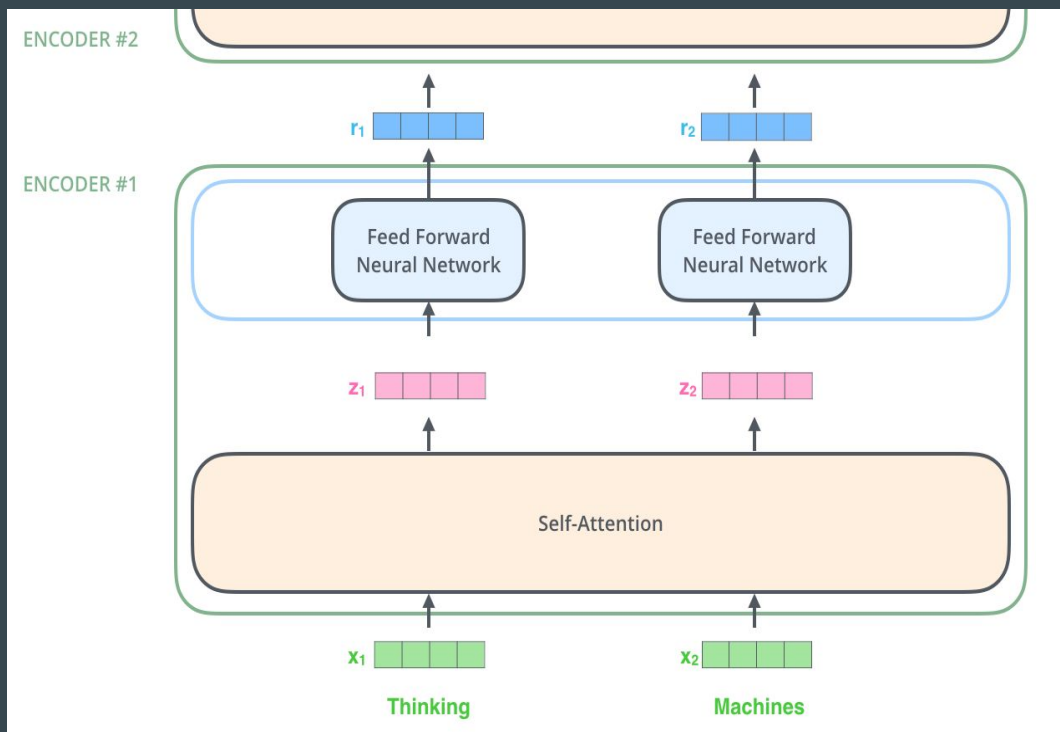 ENCODER #2
r₁
r₂
ENCODER #1
Feed Forward
Neural Network
Feed Forward
Neural Network
z₁
z₂
Self-Attention
x₁
x₂
Thinking
Machines